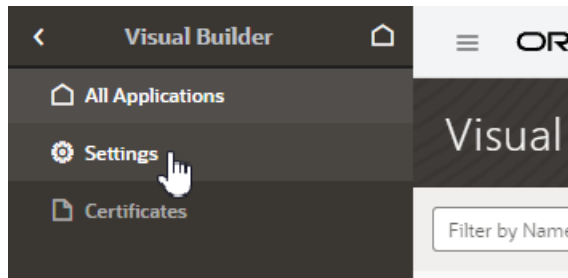 Visual Builder
All Applications
Settings
Certificates
OR
Visual
Filter by Name